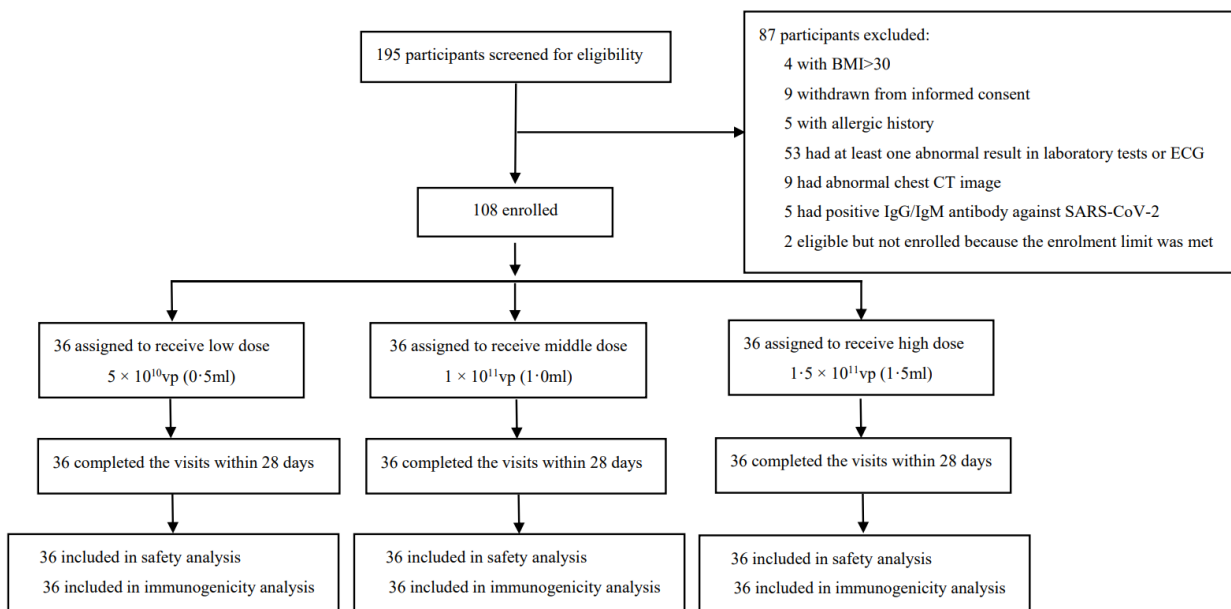 195 participants screened for eligibility
87 participants excluded:
4 with BMI>30
9 withdrawn from informed consent
5 with allergic history
53 had at least one abnormal result in laboratory tests or ECG
9 had abnormal chest CT image
5 had positive IgG/IgM antibody against SARS-CoV-2
2 eligible but not enrolled because the enrolment limit was met
108 enrolled
36 assigned to receive low dose
5 × 10¹⁰vp (0·5ml)
36 assigned to receive middle dose
1 × 10¹¹vp (1·0ml)
36 assigned to receive high dose
1·5 × 10¹¹vp (1·5ml)
36 completed the visits within 28 days
36 completed the visits within 28 days
36 completed the visits within 28 days
36 included in safety analysis
36 included in immunogenicity analysis
36 included in safety analysis
36 included in immunogenicity analysis
36 included in safety analysis
36 included in immunogenicity analysis